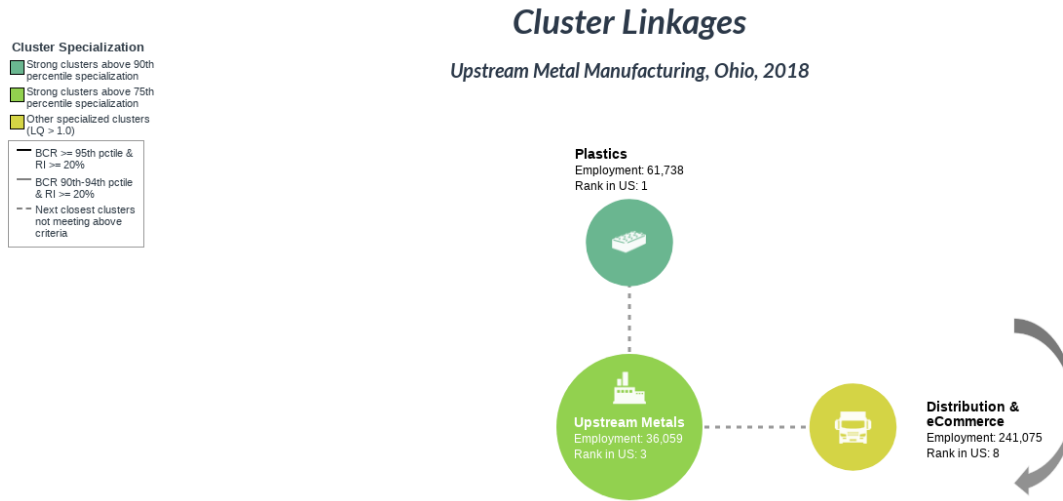 Cluster Linkages
Upstream Metal Manufacturing, Ohio, 2018
Cluster Specialization
Strong clusters above 90th
percentile specialization
Strong clusters above 75th
percentile specialization
Other specialized clusters
(LQ > 1.0)
BCR >= 95th pctile &
RI >= 20%
BCR 90th-94th pctile
& RI >= 20%
Next closest clusters
not meeting above
criteria
Plastics
Employment: 61,738
Rank in US: 1
Upstream Metals
Employment: 36,059
Rank in US: 3
Distribution &
eCommerce
Employment: 241,075
Rank in US: 8